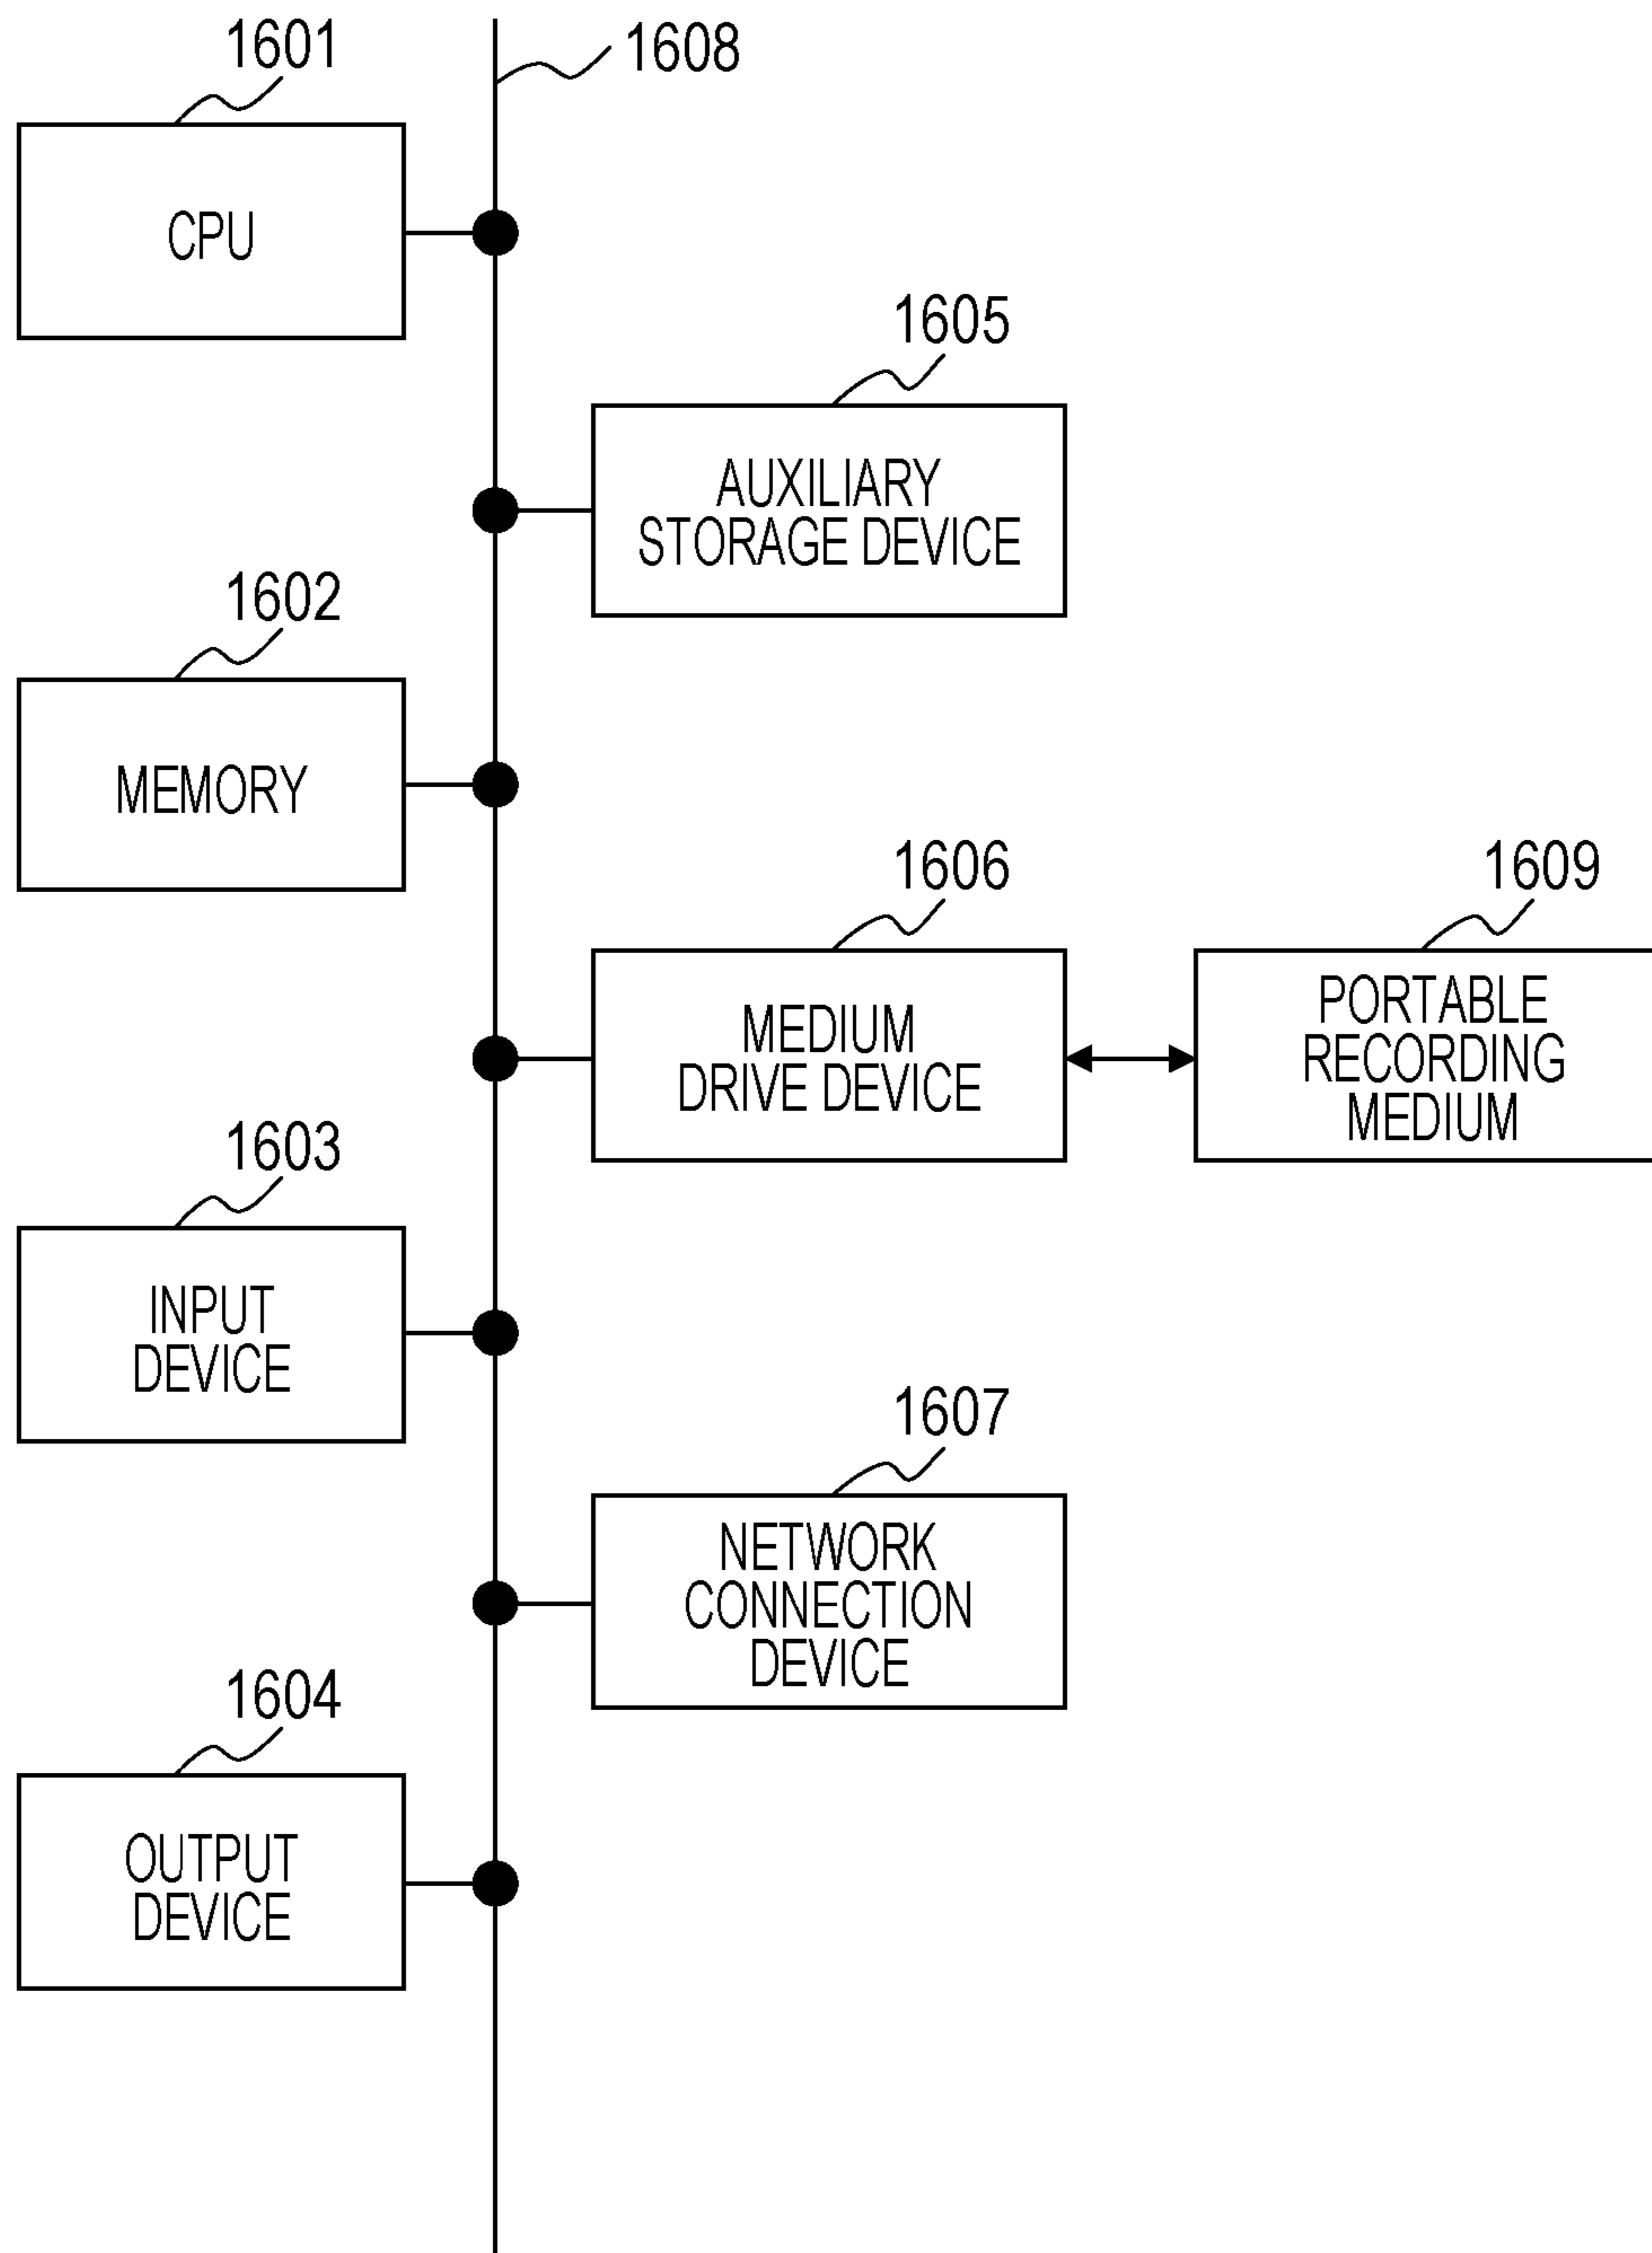 1601
1608
CPU
1605
AUXILIARY
STORAGE DEVICE
1602
MEMORY
1606
1609
MEDIUM
DRIVE DEVICE
PORTABLE
RECORDING
MEDIUM
1603
INPUT
DEVICE
1607
NETWORK
CONNECTION
DEVICE
1604
OUTPUT
DEVICE